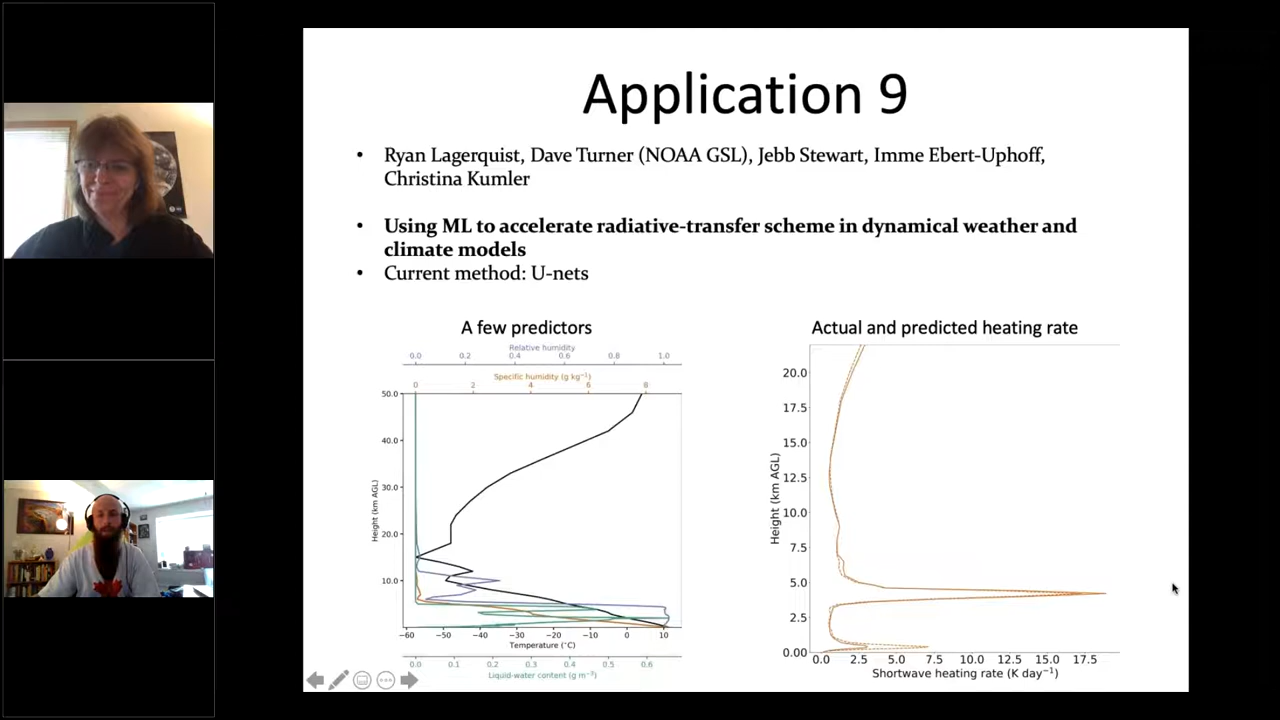 Application 9
• Ryan Lagerquist, Dave Turner (NOAA GSL), Jebb Stewart, Imme Ebert-Uphoff,
Christina Kumler
• Using ML to accelerate radiative-transfer scheme in dynamical weather and
climate models
• Current method: U-nets
A few predictors
Relative humidity
0.0 0.2 0.4 0.6 0.8 1.0
Specific humidity (g kg⁻¹)
0 2 4 6 8
50.0
40.0
30.0
20.0
10.0
Height (km AGL)
−60 −50 −40 −30 −20 −10 0 10
Temperature (°C)
0.0 0.1 0.2 0.3 0.4 0.5 0.6
Liquid-water content (g m⁻³)
Actual and predicted heating rate
20.0
17.5
15.0
12.5
10.0
7.5
5.0
2.5
0.00
Height (km AGL)
0.0 2.5 5.0 7.5 10.0 12.5 15.0 17.5
Shortwave heating rate (K day⁻¹)